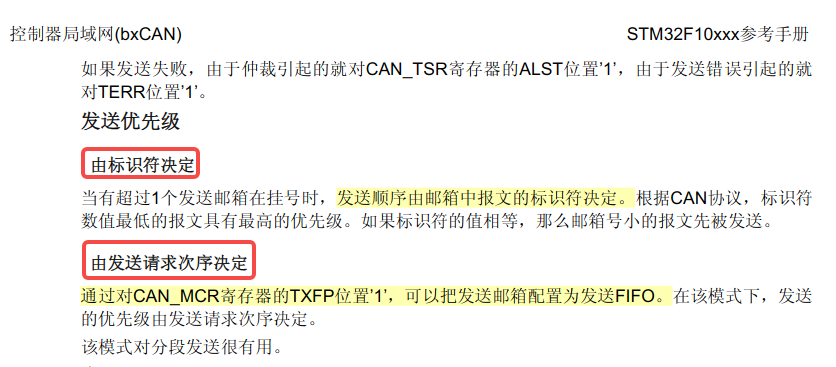 控制器局域网(bxCAN) STM32F10xxx参考手册
如果发送失败，由于仲裁引起的就对CAN_TSR寄存器的ALST位置’1’，由于发送错误引起的就
对TERR位置’1’。
发送优先级
由标识符决定
当有超过1个发送邮箱在挂号时，发送顺序由邮箱中报文的标识符决定。根据CAN协议，标识符
数值最低的报文具有最高的优先级。如果标识符的值相等，那么邮箱号小的报文先被发送。
由发送请求次序决定
通过对CAN_MCR寄存器的TXFP位置’1’，可以把发送邮箱配置为发送FIFO。在该模式下，发送
的优先级由发送请求次序决定。
该模式对分段发送很有用。